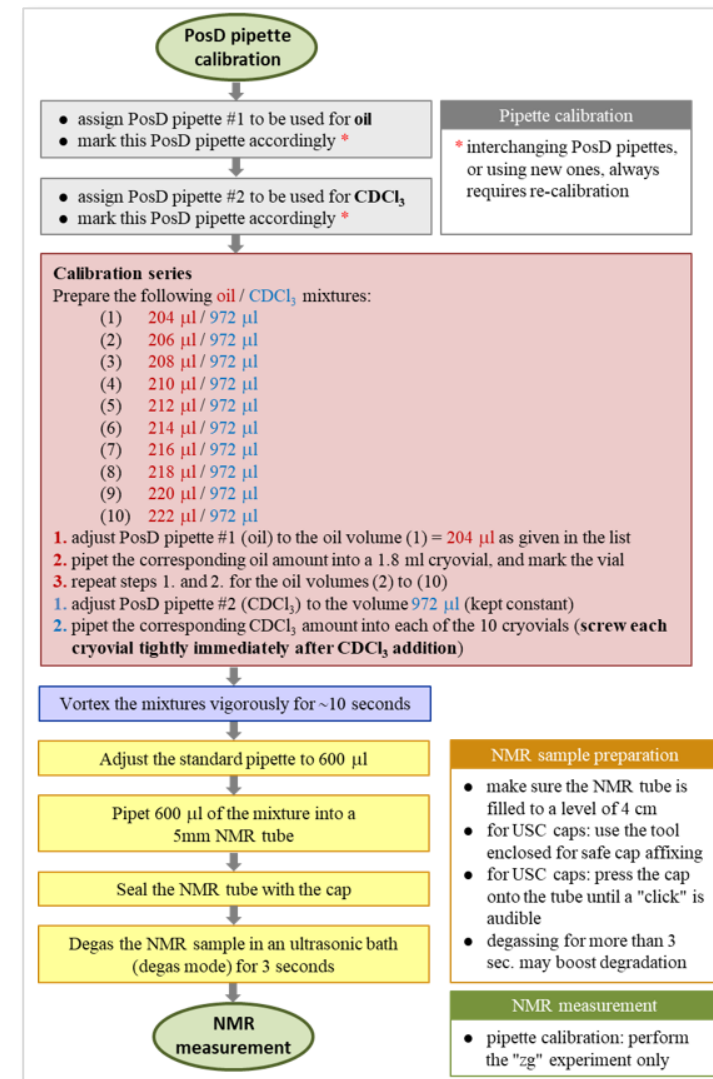 PosD pipette
calibration
● assign PosD pipette #1 to be used for oil
● mark this PosD pipette accordingly *
Pipette calibration
* interchanging PosD pipettes,
or using new ones, always
requires re-calibration
● assign PosD pipette #2 to be used for CDCl₃
● mark this PosD pipette accordingly *
Calibration series
Prepare the following oil / CDCl₃ mixtures:
(1) 204 µl / 972 µl
(2) 206 µl / 972 µl
(3) 208 µl / 972 µl
(4) 210 µl / 972 µl
(5) 212 µl / 972 µl
(6) 214 µl / 972 µl
(7) 216 µl / 972 µl
(8) 218 µl / 972 µl
(9) 220 µl / 972 µl
(10) 222 µl / 972 µl
1. adjust PosD pipette #1 (oil) to the oil volume (1) = 204 µl as given in the list
2. pipet the corresponding oil amount into a 1.8 ml cryovial, and mark the vial
3. repeat steps 1. and 2. for the oil volumes (2) to (10)
1. adjust PosD pipette #2 (CDCl₃) to the volume 972 µl (kept constant)
2. pipet the corresponding CDCl₃ amount into each of the 10 cryovials (screw each
cryovial tightly immediately after CDCl₃ addition)
Vortex the mixtures vigorously for ~10 seconds
Adjust the standard pipette to 600 µl
Pipet 600 µl of the mixture into a
5mm NMR tube
Seal the NMR tube with the cap
Degas the NMR sample in an ultrasonic bath
(degas mode) for 3 seconds
NMR sample preparation
● make sure the NMR tube is
filled to a level of 4 cm
● for USC caps: use the tool
enclosed for safe cap affixing
● for USC caps: press the cap
onto the tube until a "click" is
audible
● degassing for more than 3
sec. may boost degradation
NMR
measurement
NMR measurement
● pipette calibration: perform
the "zg" experiment only